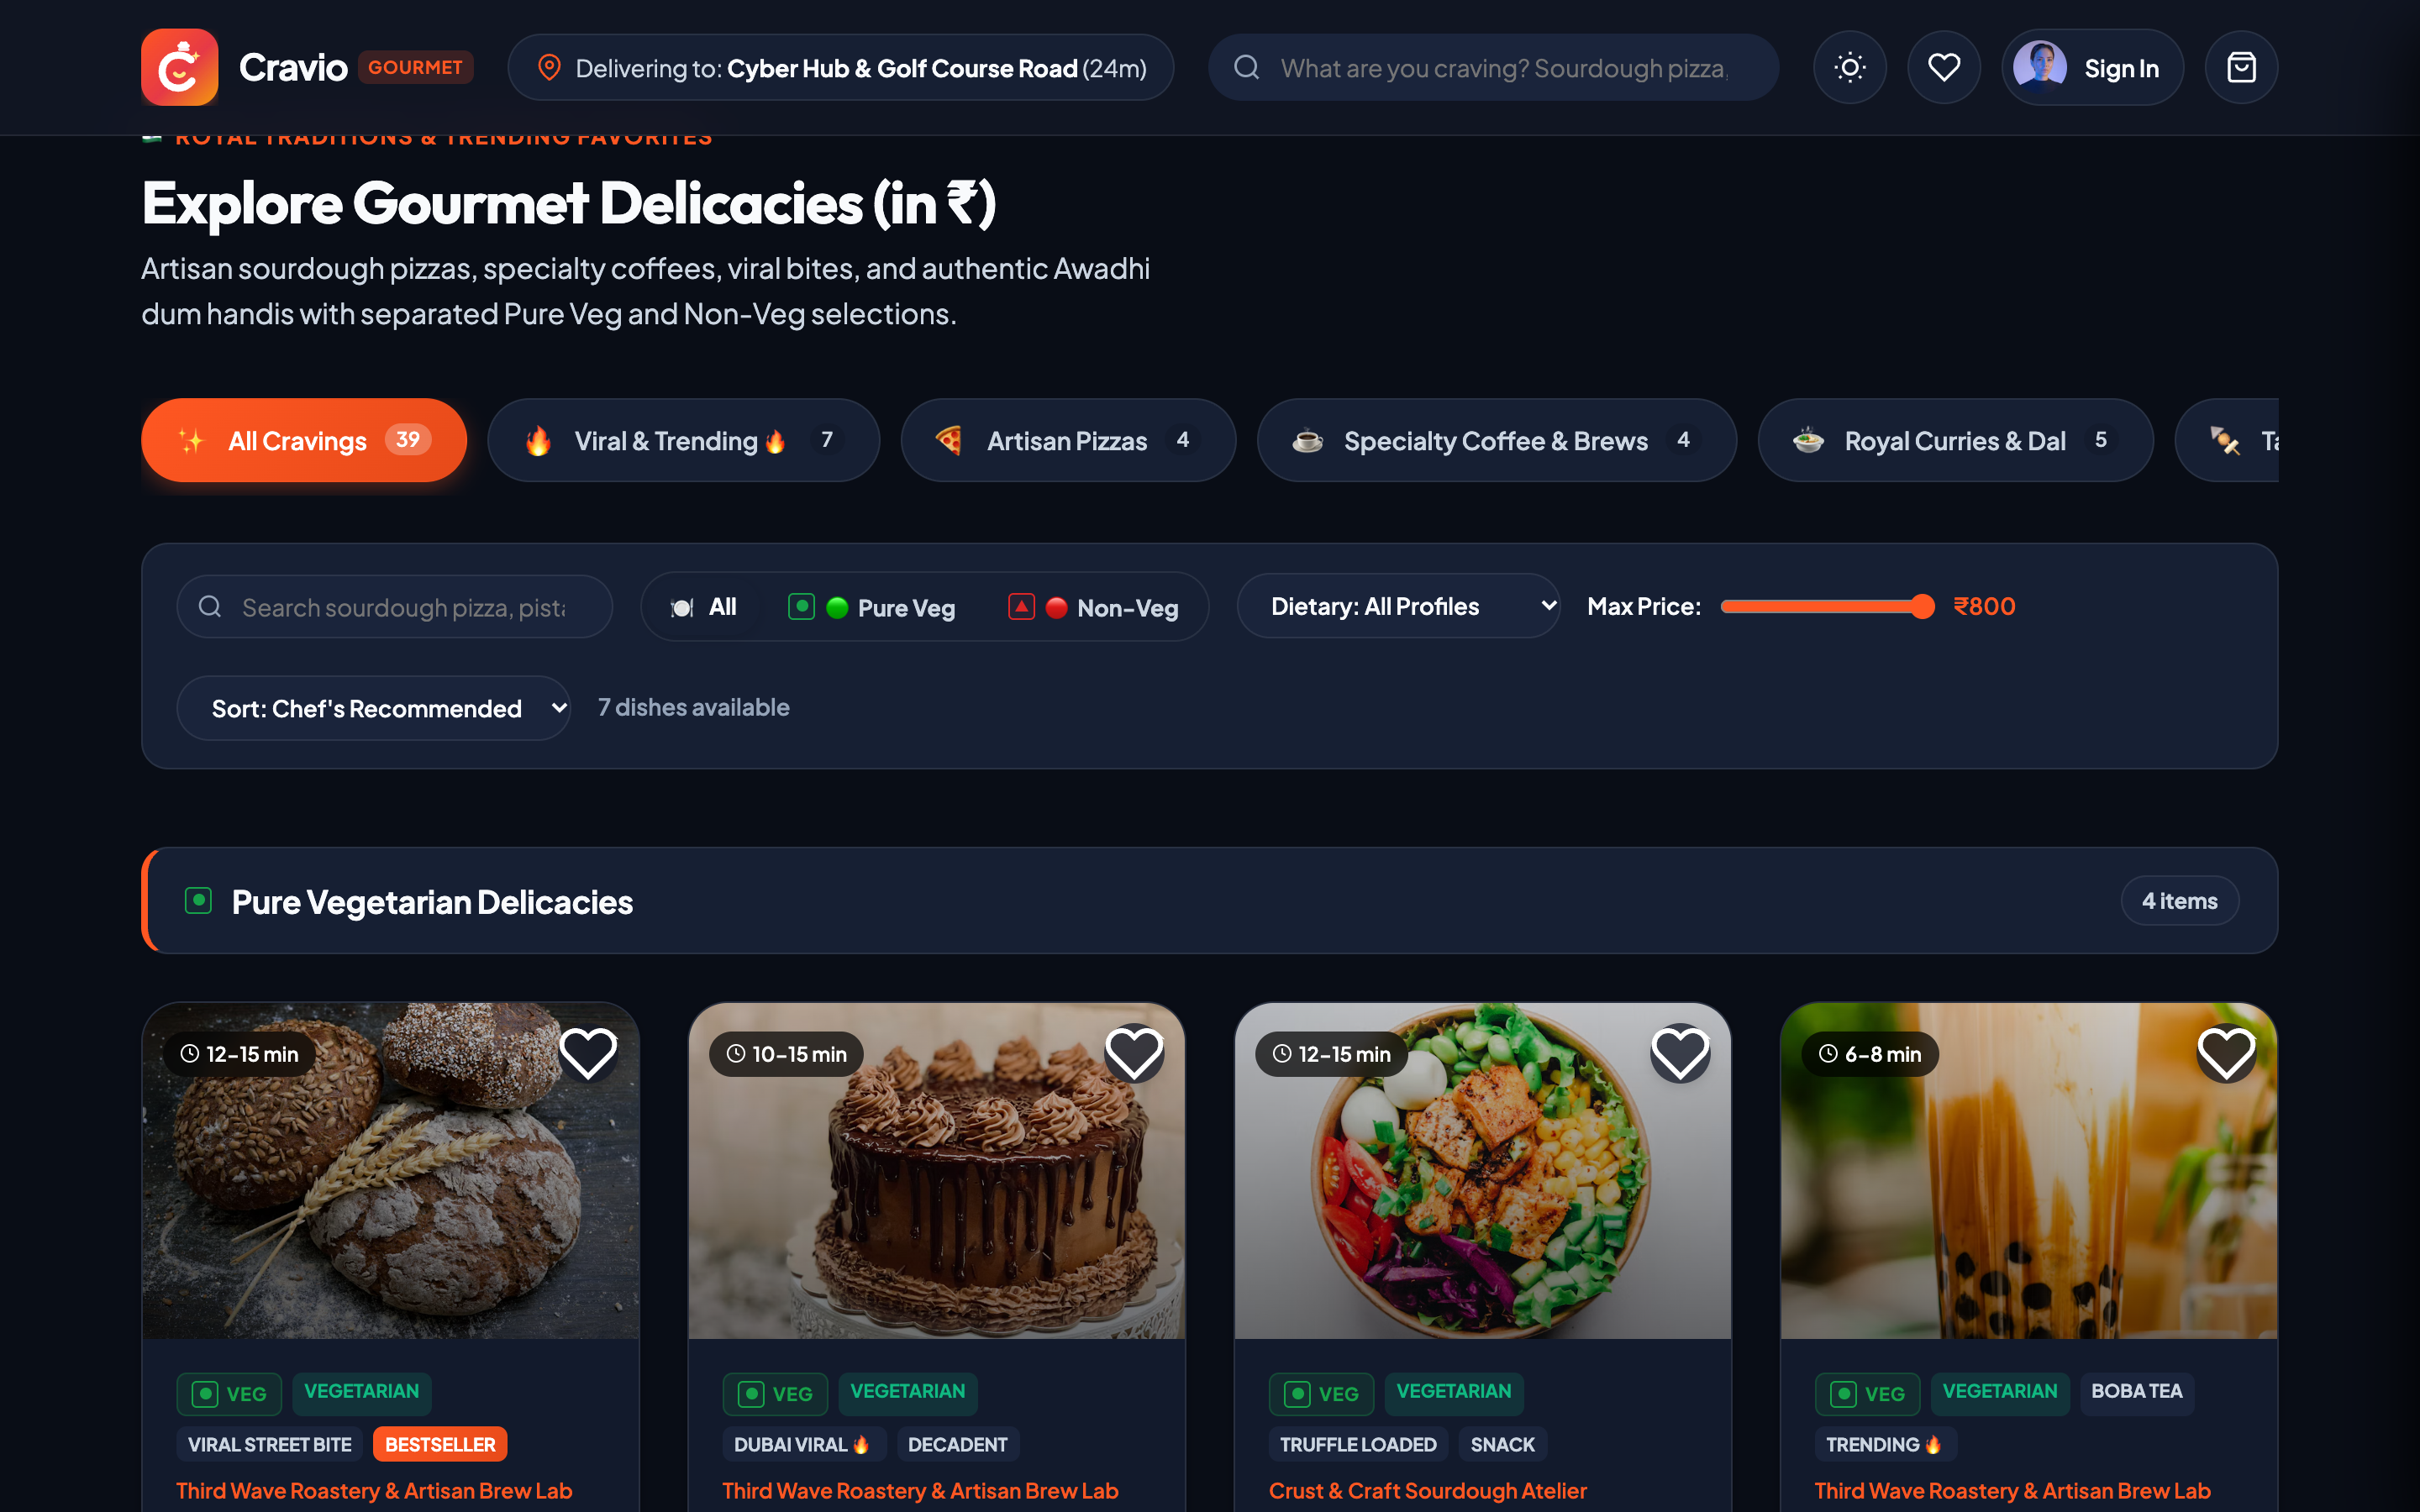 Cravio GOURMET
Delivering to: Cyber Hub & Golf Course Road (24m)
What are you craving? Sourdough pizza,
Sign In
ROYAL TRADITIONS & TRENDING FAVORITES
Explore Gourmet Delicacies (in ₹)
Artisan sourdough pizzas, specialty coffees, viral bites, and authentic Awadhi
dum handis with separated Pure Veg and Non-Veg selections.
✨ All Cravings 39
🔥 Viral & Trending 🔥 7
🍕 Artisan Pizzas 4
☕ Specialty Coffee & Brews 4
🍲 Royal Curries & Dal 5
🍢 Ta
Search sourdough pizza, pista
🍽️ All
🟢 Pure Veg
🔴 Non-Veg
Dietary: All Profiles
Max Price: ₹800
Sort: Chef's Recommended
7 dishes available
Pure Vegetarian Delicacies
4 items
12-15 min
10-15 min
12-15 min
6-8 min
VEG VEGETARIAN
VIRAL STREET BITE BESTSELLER
Third Wave Roastery & Artisan Brew Lab
VEG VEGETARIAN
DUBAI VIRAL 🔥 DECADENT
Third Wave Roastery & Artisan Brew Lab
VEG VEGETARIAN
TRUFFLE LOADED SNACK
Crust & Craft Sourdough Atelier
VEG VEGETARIAN BOBA TEA
TRENDING 🔥
Third Wave Roastery & Artisan Brew Lab